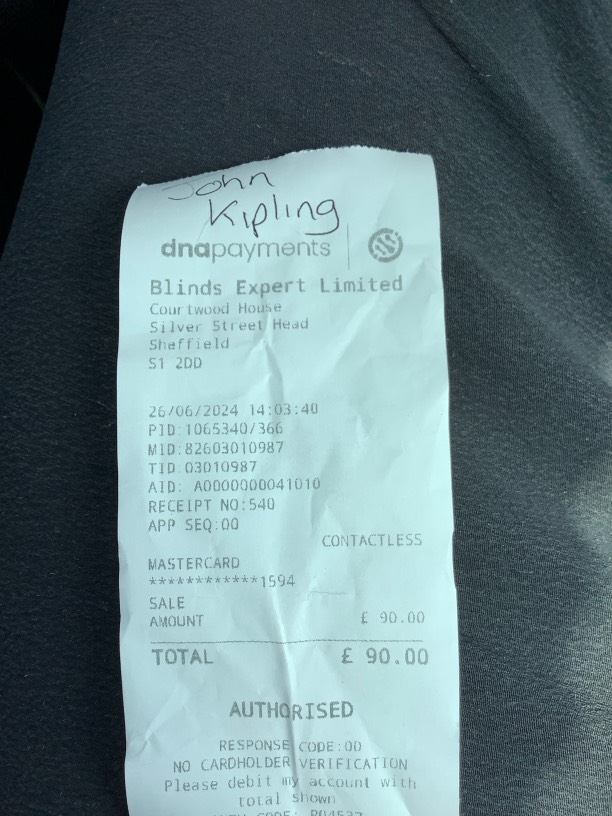 John
Kipling
dnapayments
Blinds Expert Limited
Courtwood House
Silver Street Head
Sheffield
S1 2DD
26/06/2024 14:03:40
PID:1065340/366
MID:82603010987
TID:03010987
AID: A0000000041010
RECEIPT NO:540
APP SEQ:00
CONTACTLESS
MASTERCARD
************1594
SALE
AMOUNT £ 90.00
TOTAL £ 90.00
AUTHORISED
RESPONSE CODE:00
NO CARDHOLDER VERIFICATION
Please debit my account with
total shown